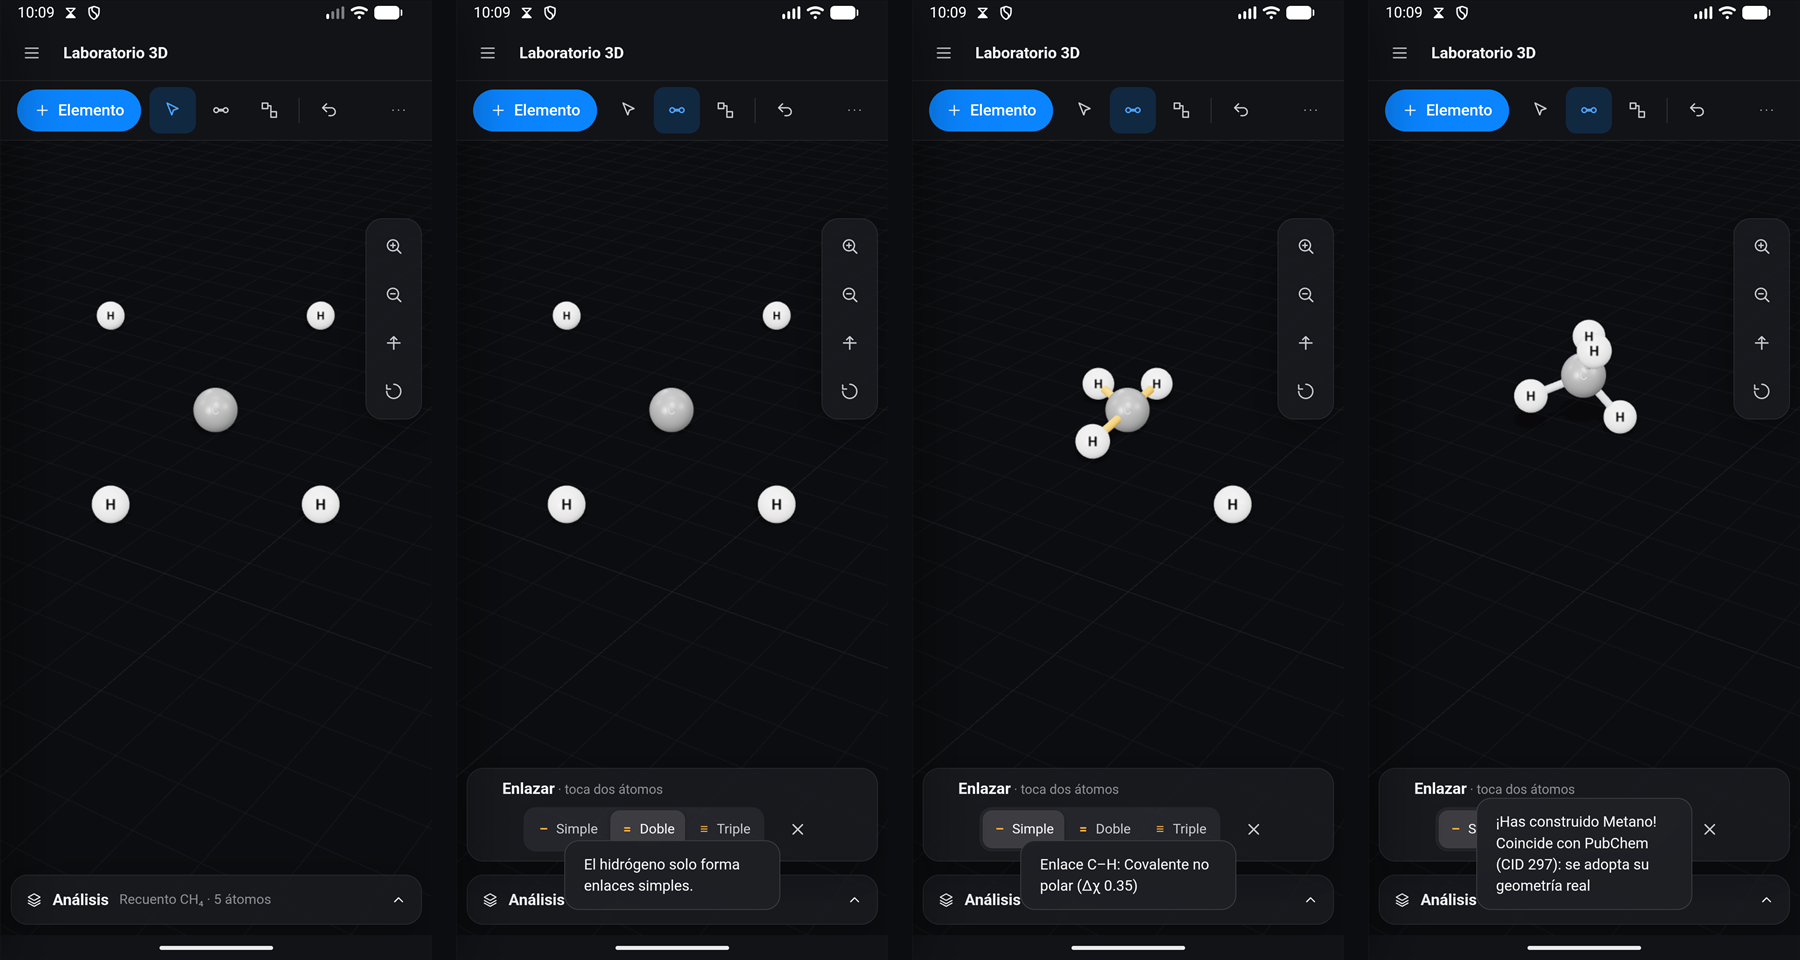 10:09
Laboratorio 3D
+ Elemento
H
H
C
H
H
Análisis Recuento CH₄ · 5 átomos
10:09
Laboratorio 3D
+ Elemento
H
H
C
H
H
Enlazar · toca dos átomos
Simple Doble Triple
El hidrógeno solo forma
enlaces simples.
Análisis
10:09
Laboratorio 3D
+ Elemento
H
H
C
H
H
Enlazar · toca dos átomos
Simple Doble Triple
Enlace C–H: Covalente no
polar (Δχ 0.35)
Análisis
10:09
Laboratorio 3D
+ Elemento
H
H
H
H
Enlazar · toca dos átomos
S
¡Has construido Metano!
Coincide con PubChem
(CID 297): se adopta su
geometría real
Análisis